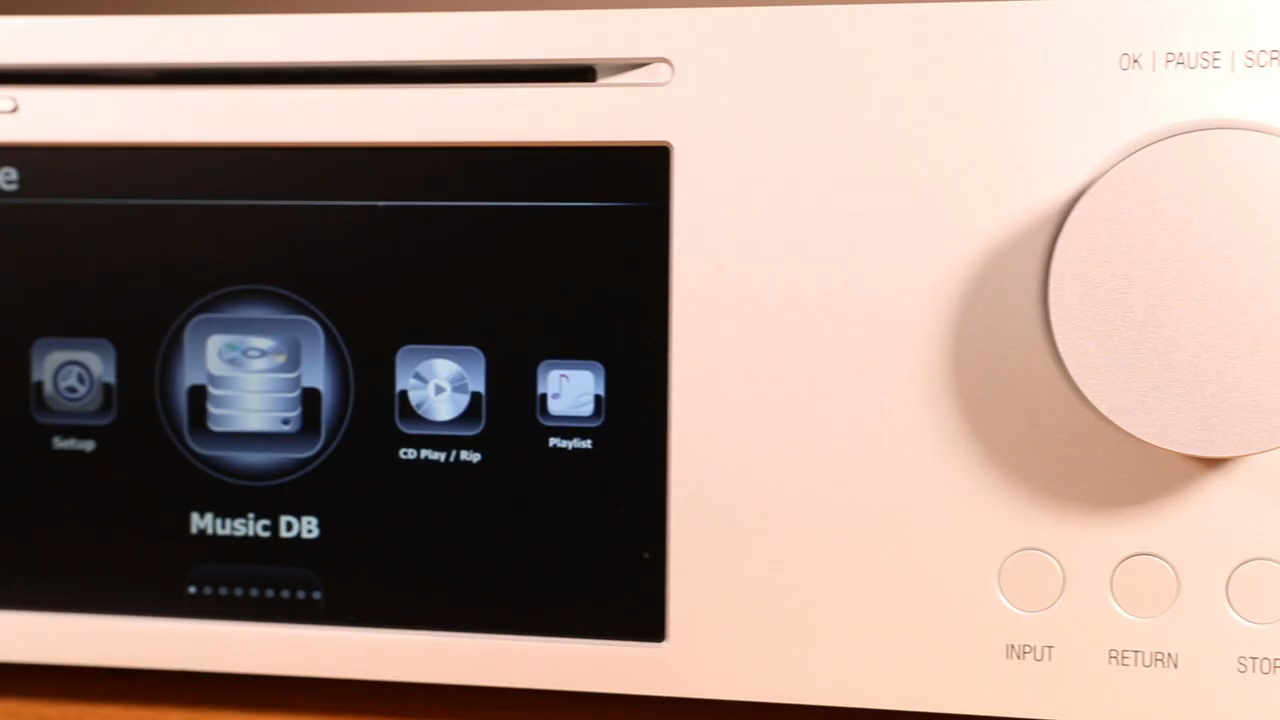 OK | PAUSE | SCR
e
Setup
CD Play / Rip
Playlist
Music DB
INPUT
RETURN
STOP